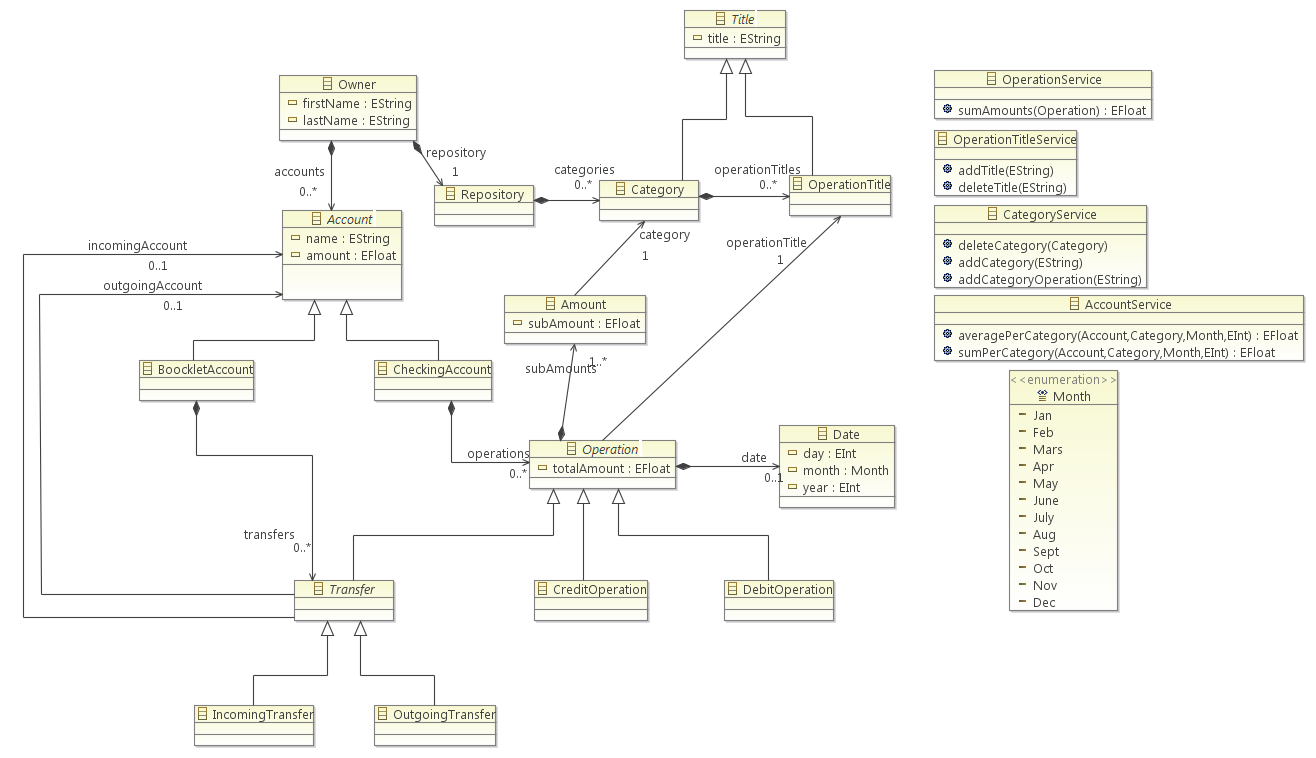 Title
title : EString
Owner
firstName : EString
lastName : EString
accounts
0..*
repository
1
Repository
categories
0..*
Category
operationTitles
0..*
OperationTitle
Account
name : EString
amount : EFloat
incomingAccount
0..1
outgoingAccount
0..1
category
1
operationTitle
1
Amount
subAmount : EFloat
subAmounts
1..*
BoockletAccount
CheckingAccount
operations
0..*
Operation
totalAmount : EFloat
date
0..1
Date
day : EInt
month : Month
year : EInt
transfers
0..*
Transfer
CreditOperation
DebitOperation
IncomingTransfer
OutgoingTransfer
OperationService
sumAmounts(Operation) : EFloat
OperationTitleService
addTitle(EString)
deleteTitle(EString)
CategoryService
deleteCategory(Category)
addCategory(EString)
addCategoryOperation(EString)
AccountService
averagePerCategory(Account,Category,Month,EInt) : EFloat
sumPerCategory(Account,Category,Month,EInt) : EFloat
<<enumeration>>
Month
Jan
Feb
Mars
Apr
May
June
July
Aug
Sept
Oct
Nov
Dec